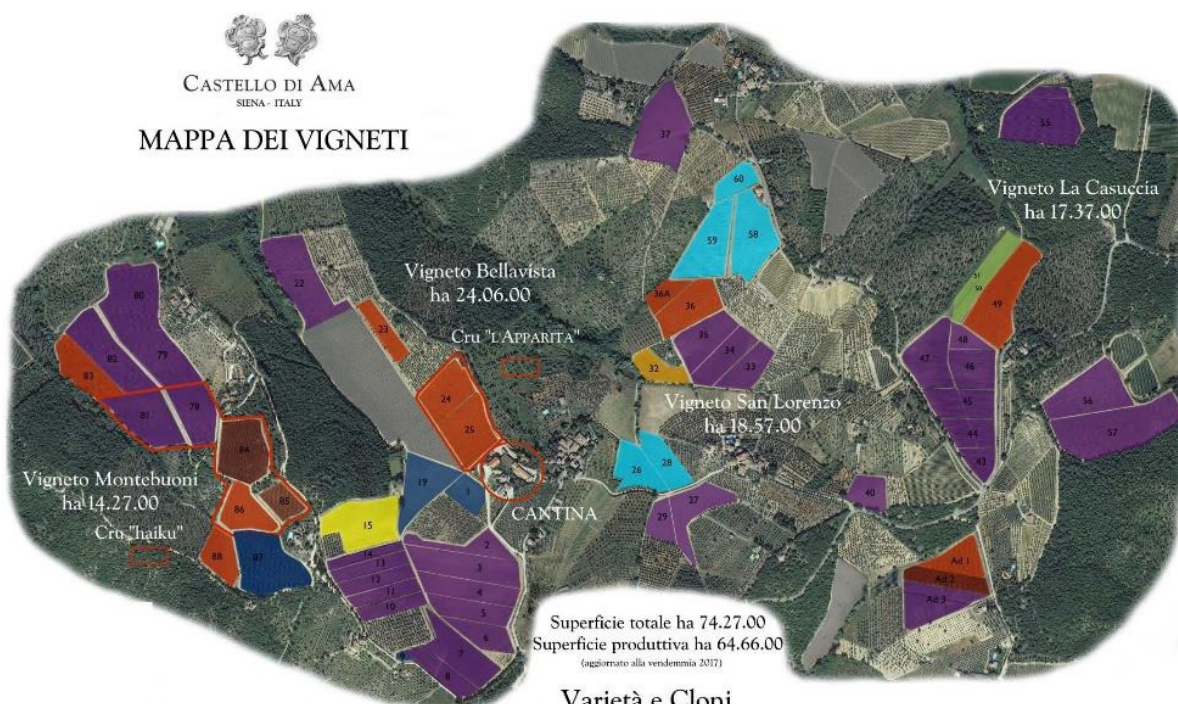 CASTELLO DI AMA
SIENA - ITALY
MAPPA DEI VIGNETI
37
55
60
Vigneto La Casuccia
ha 17.37.00
59
58
51
50
49
22
Vigneto Bellavista
ha 24.06.00
80
36A
36
23
Cru "L'APPARITA"
35
34
33
48
47
46
82
79
83
32
24
45
56
81
78
25
Vigneto San Lorenzo
ha 18.57.00
44
57
84
26
28
43
Vigneto Montebuoni
ha 14.27.00
19
1
40
85
27
86
CANTINA
29
15
Cru "haiku"
88
87
2
14
3
13
12
4
11
5
10
6
7
8
Ad 1
Ad 2
Ad 3
Superficie totale ha 74.27.00
Superficie produttiva ha 64.66.00
(aggiornato alla vendemmia 2017)
Varietà e Cloni